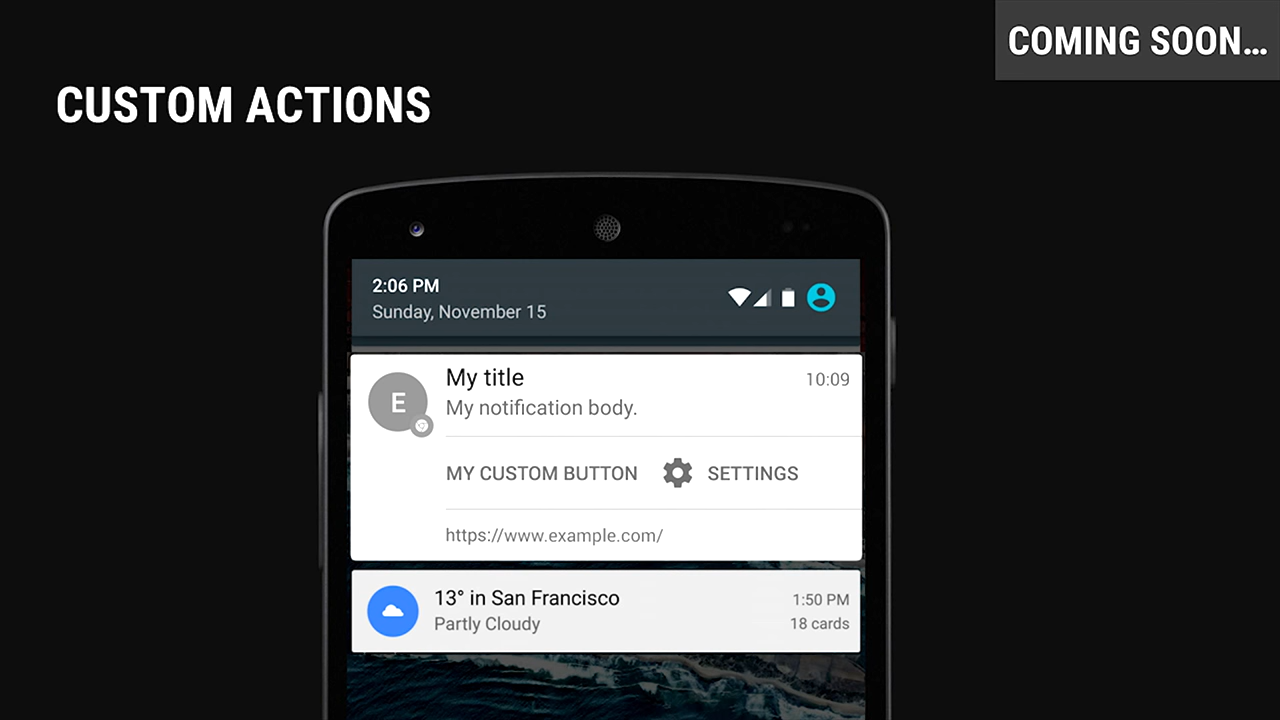 COMING SOON...
CUSTOM ACTIONS
2:06 PM
Sunday, November 15
E
My title
10:09
My notification body.
MY CUSTOM BUTTON
SETTINGS
https://www.example.com/
13° in San Francisco
1:50 PM
Partly Cloudy
18 cards